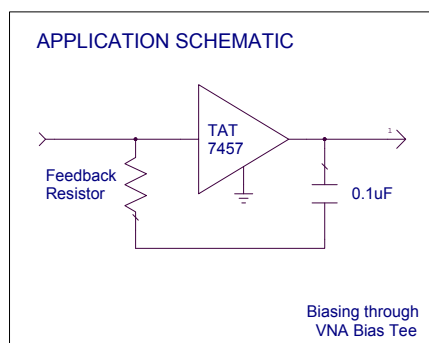 APPLICATION SCHEMATIC
TAT
7457
1
Feedback
Resistor
0.1uF
Biasing through
VNA Bias Tee